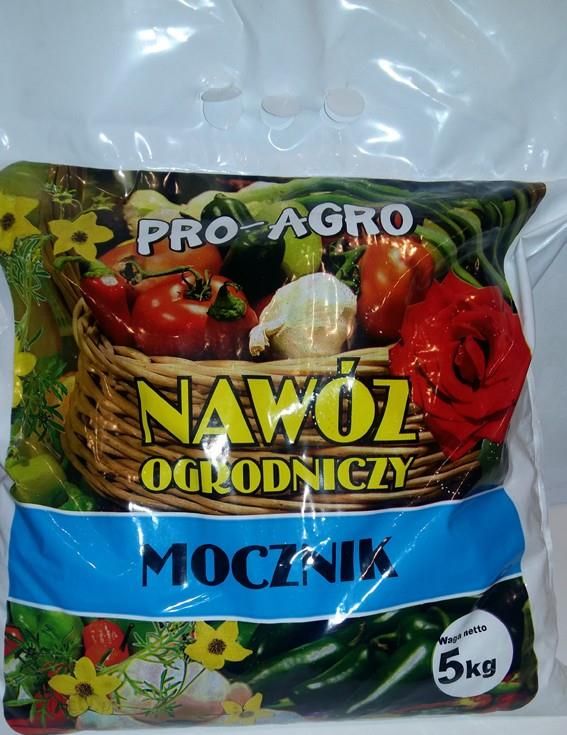 PRO-AGRO
NAWÓZ
OGRODNICZY
MOCZNIK
Waga netto
5kg